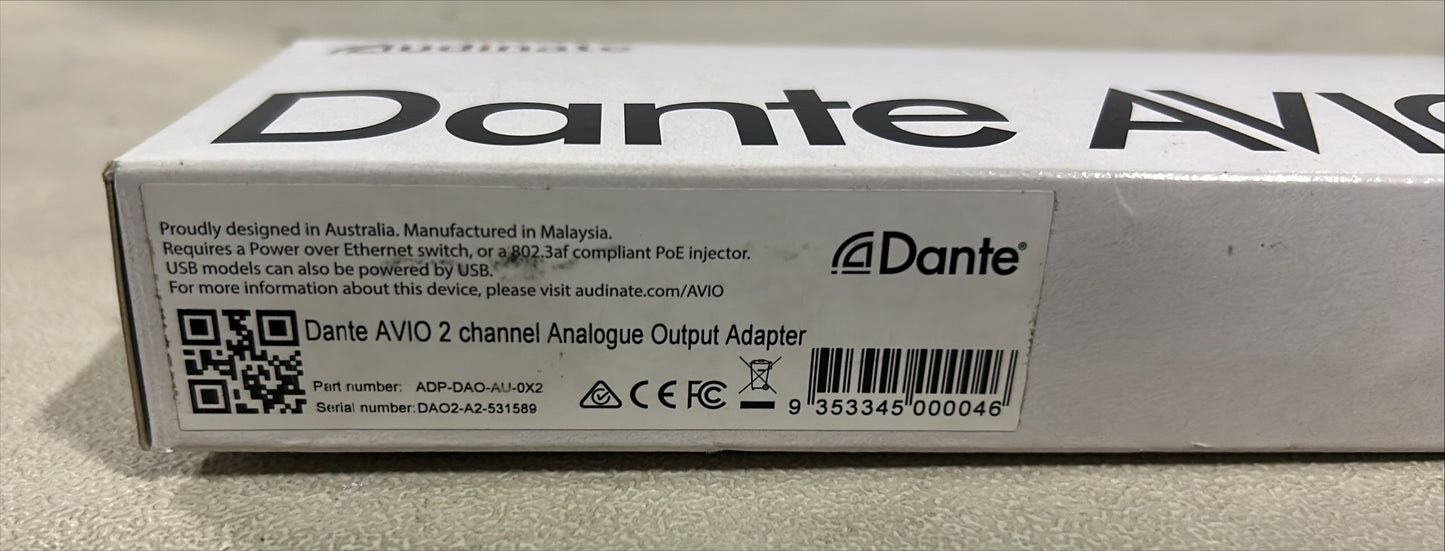 Audinate
Dante AVIO
Proudly designed in Australia. Manufactured in Malaysia.
Requires a Power over Ethernet switch, or a 802.3af compliant PoE injector.
USB models can also be powered by USB.
For more information about this device, please visit audinate.com/AVIO
Dante®
Dante AVIO 2 channel Analogue Output Adapter
Part number: ADP-DAO-AU-0X2
Serial number: DAO2-A2-531589
CE FC
9 353345 000046